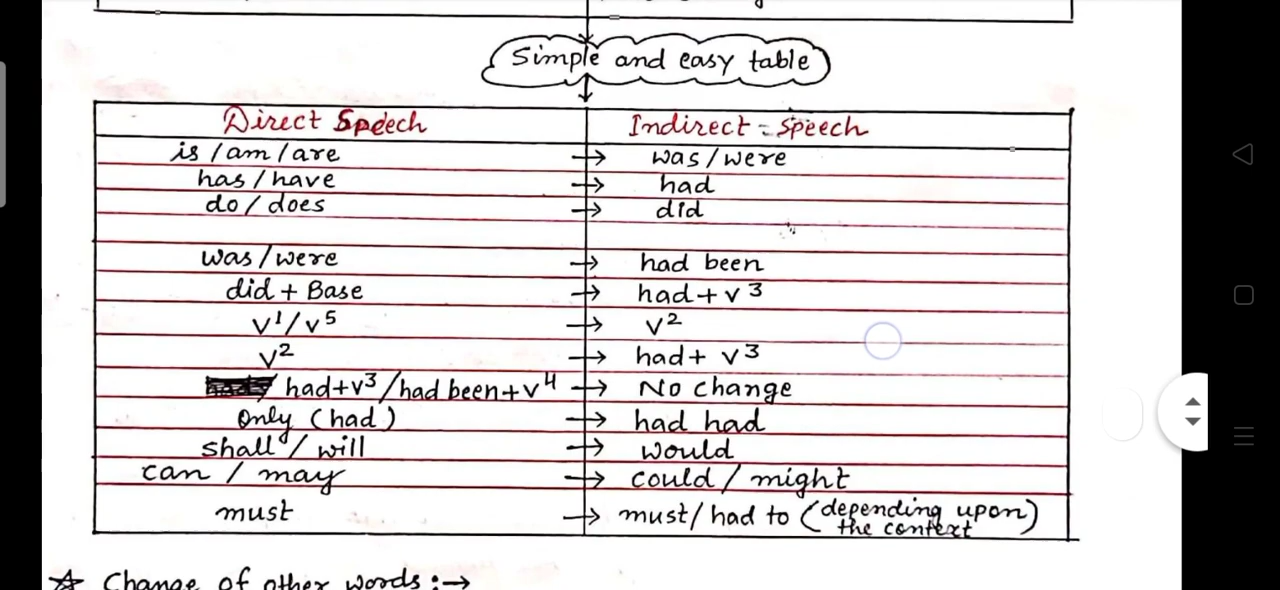 Simple and easy table
Direct Speech Indirect = speech
is / am / are → was / were
has / have → had
do / does → did
was / were → had been
did + Base → had + v³
v¹ / v⁵ → v²
v² → had + v³
had + v³ / had been + v⁴ → No change
only (had) → had had
shall / will → would
can / may → could / might
must → must / had to (depending upon the context)
☆ Change of other words :→